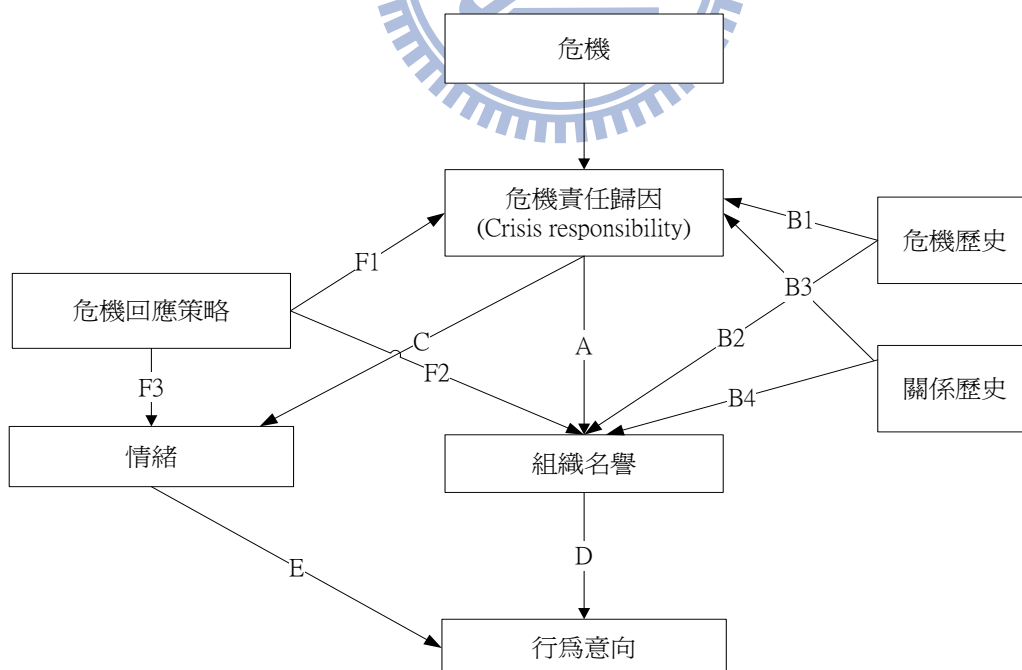 危機
危機責任歸因
(Crisis responsibility)
B1
危機歷史
F1
B3
危機回應策略
C
A
B2
F2
F3
B4
關係歷史
情緒
組織名譽
E
D
行為意向